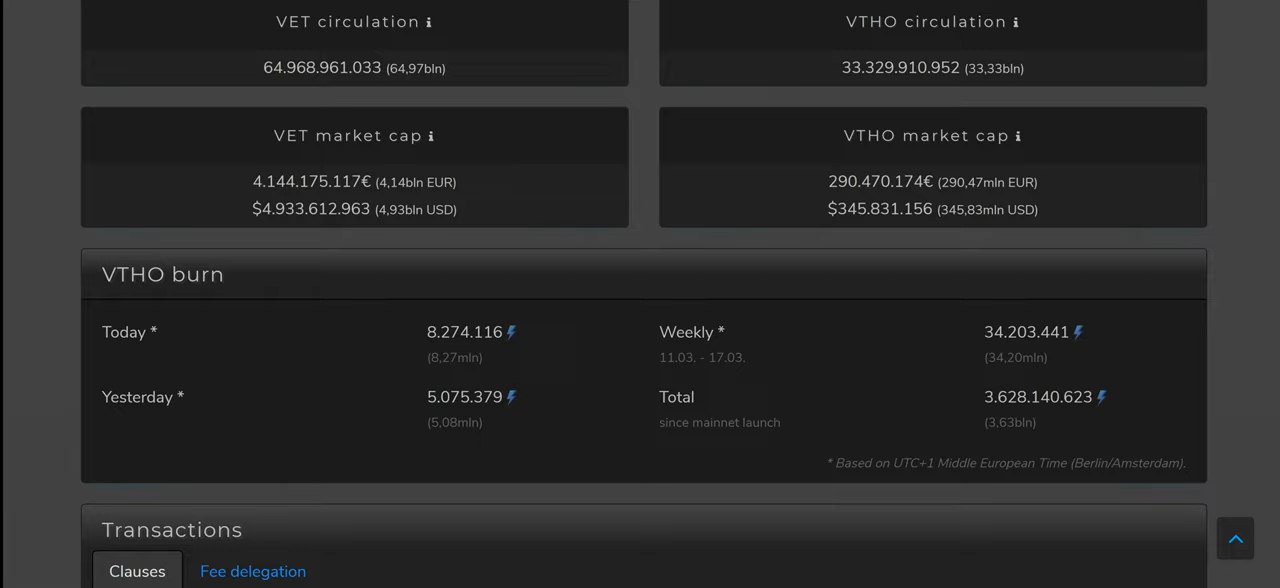 VET circulation
VTHO circulation
64.968.961.033 (64,97bln)
33.329.910.952 (33,33bln)
VET market cap
VTHO market cap
4.144.175.117€ (4,14bln EUR)
290.470.174€ (290,47mln EUR)
$4.933.612.963 (4,93bln USD)
$345.831.156 (345,83mln USD)
VTHO burn
Today *
8.274.116
Weekly *
34.203.441
(8,27mln)
11.03. - 17.03.
(34,20mln)
Yesterday *
5.075.379
Total
3.628.140.623
(5,08mln)
since mainnet launch
(3,63bln)
* Based on UTC+1 Middle European Time (Berlin/Amsterdam).
Transactions
Clauses
Fee delegation